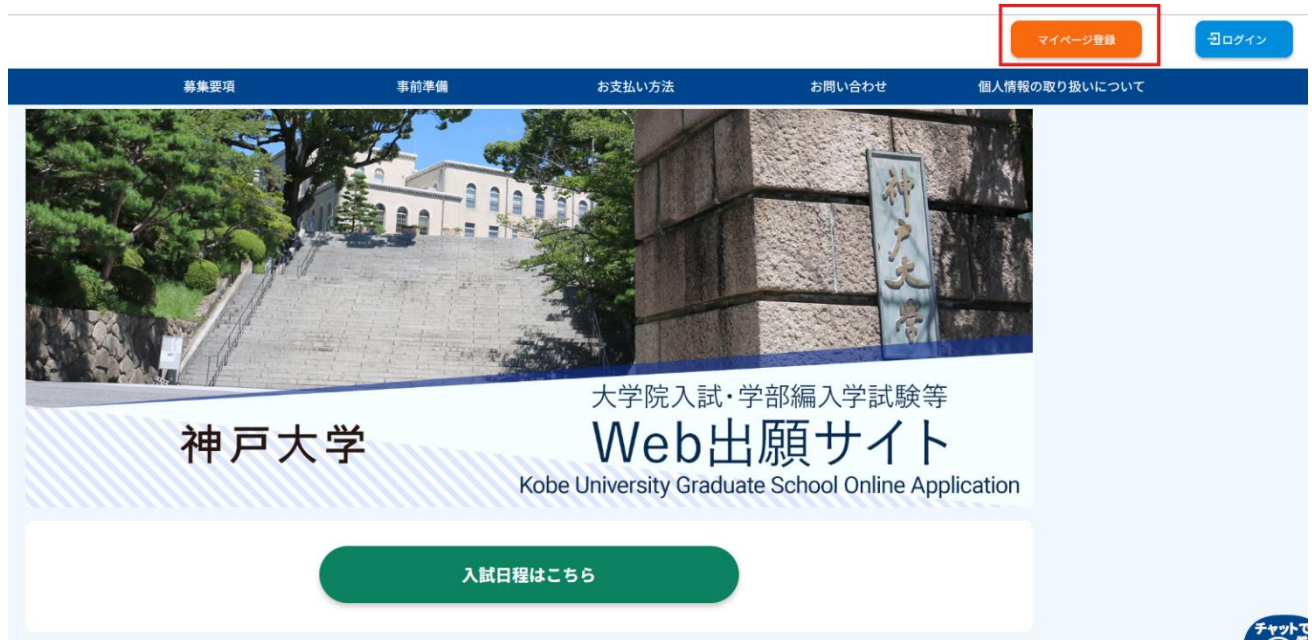 マイページ登録
ログイン
募集要項 事前準備 お支払い方法 お問い合わせ 個人情報の取り扱いについて
神戸大学
大学院入試・学部編入学試験等
神戸大学
Web出願サイト
Kobe University Graduate School Online Application
入試日程はこちら
チャットで